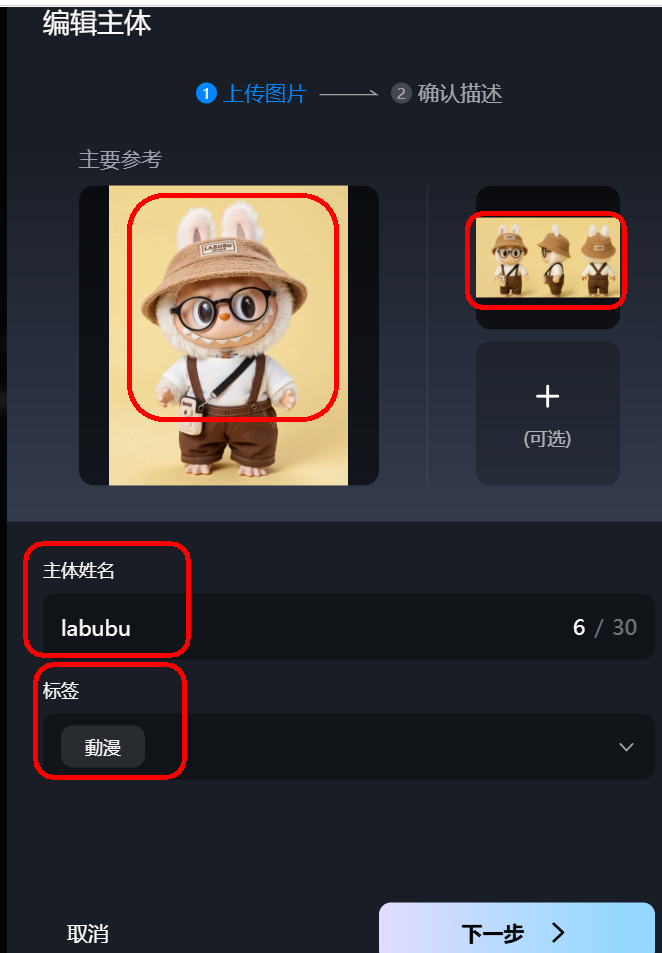 编辑主体
1 上传图片 2 确认描述
主要参考
LABUBU
+
(可选)
主体姓名
labubu 6 / 30
标签
動漫
取消 下一步